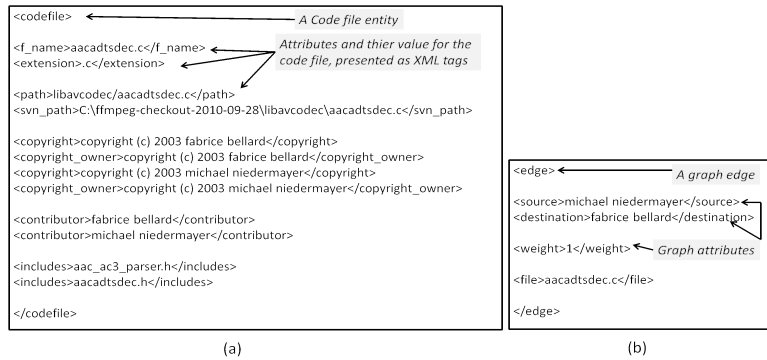 <codefile>
A Code file entity
<f_name>aacadtsdec.c</f_name>
<extension>.c</extension>
Attributes and thier value for the
code file, presented as XML tags
<path>libavcodec/aacadtsdec.c</path>
<svn_path>C:\ffmpeg-checkout-2010-09-28\libavcodec\aacadtsdec.c</svn_path>
<copyright>copyright (c) 2003 fabrice bellard</copyright>
<copyright_owner>copyright (c) 2003 fabrice bellard</copyright_owner>
<copyright>copyright (c) 2003 michael niedermayer</copyright>
<copyright_owner>copyright (c) 2003 michael niedermayer</copyright_owner>
<contributor>fabrice bellard</contributor>
<contributor>michael niedermayer</contributor>
<includes>aac_ac3_parser.h</includes>
<includes>aacadtsdec.h</includes>
</codefile>
(a)
<edge>
A graph edge
<source>michael niedermayer</source>
<destination>fabrice bellard</destination>
<weight>1</weight>
Graph attributes
<file>aacadtsdec.c</file>
</edge>
(b)